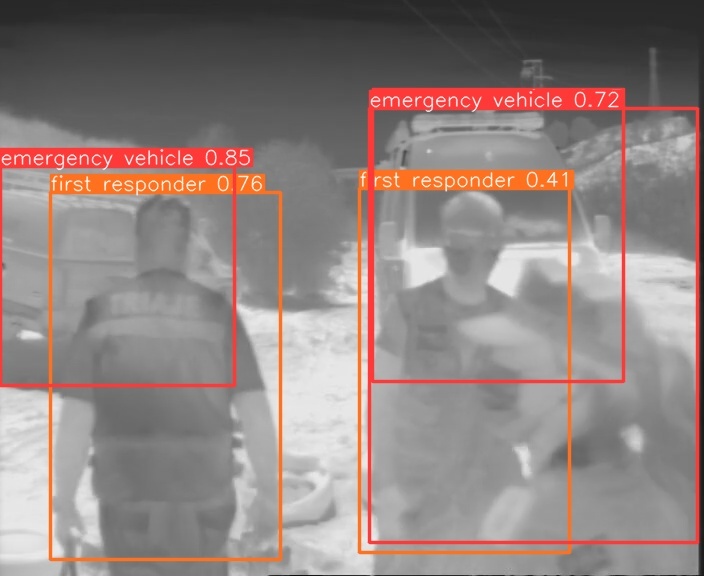 emergency vehicle 0.72
emergency vehicle 0.85
first responder 0.76
first responder 0.41